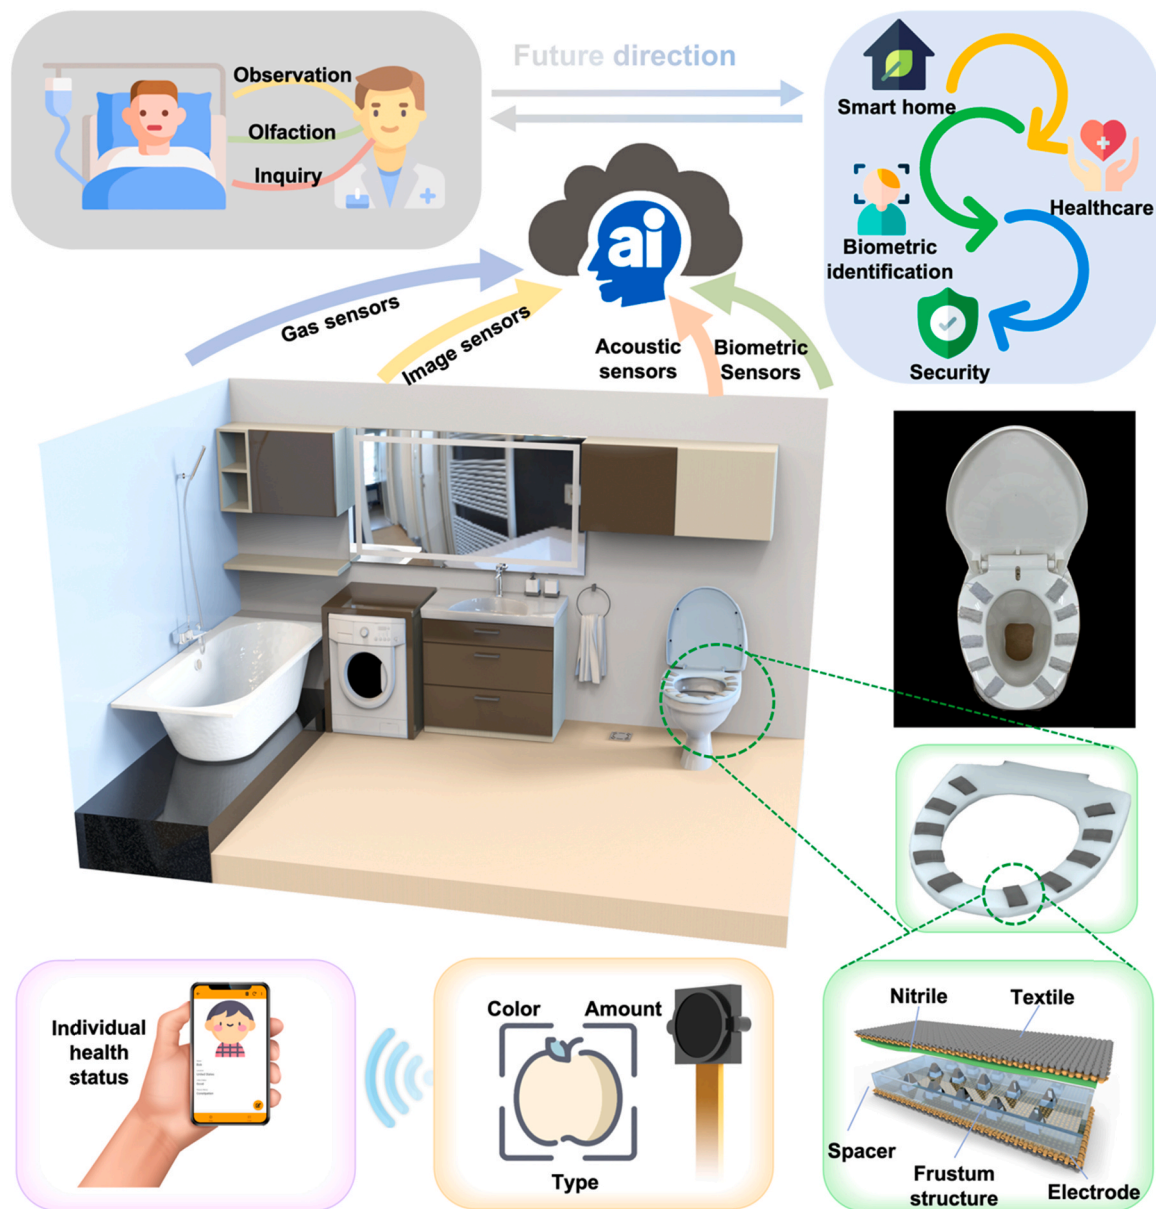 Future direction
Observation
Olfaction
Inquiry
Smart home
Healthcare
Biometric
identification
Security
ai
Gas sensors
Image sensors
Acoustic
sensors
Biometric
Sensors
Individual
health
status
Color
Amount
Type
Nitrile
Textile
Spacer
Frustum
structure
Electrode